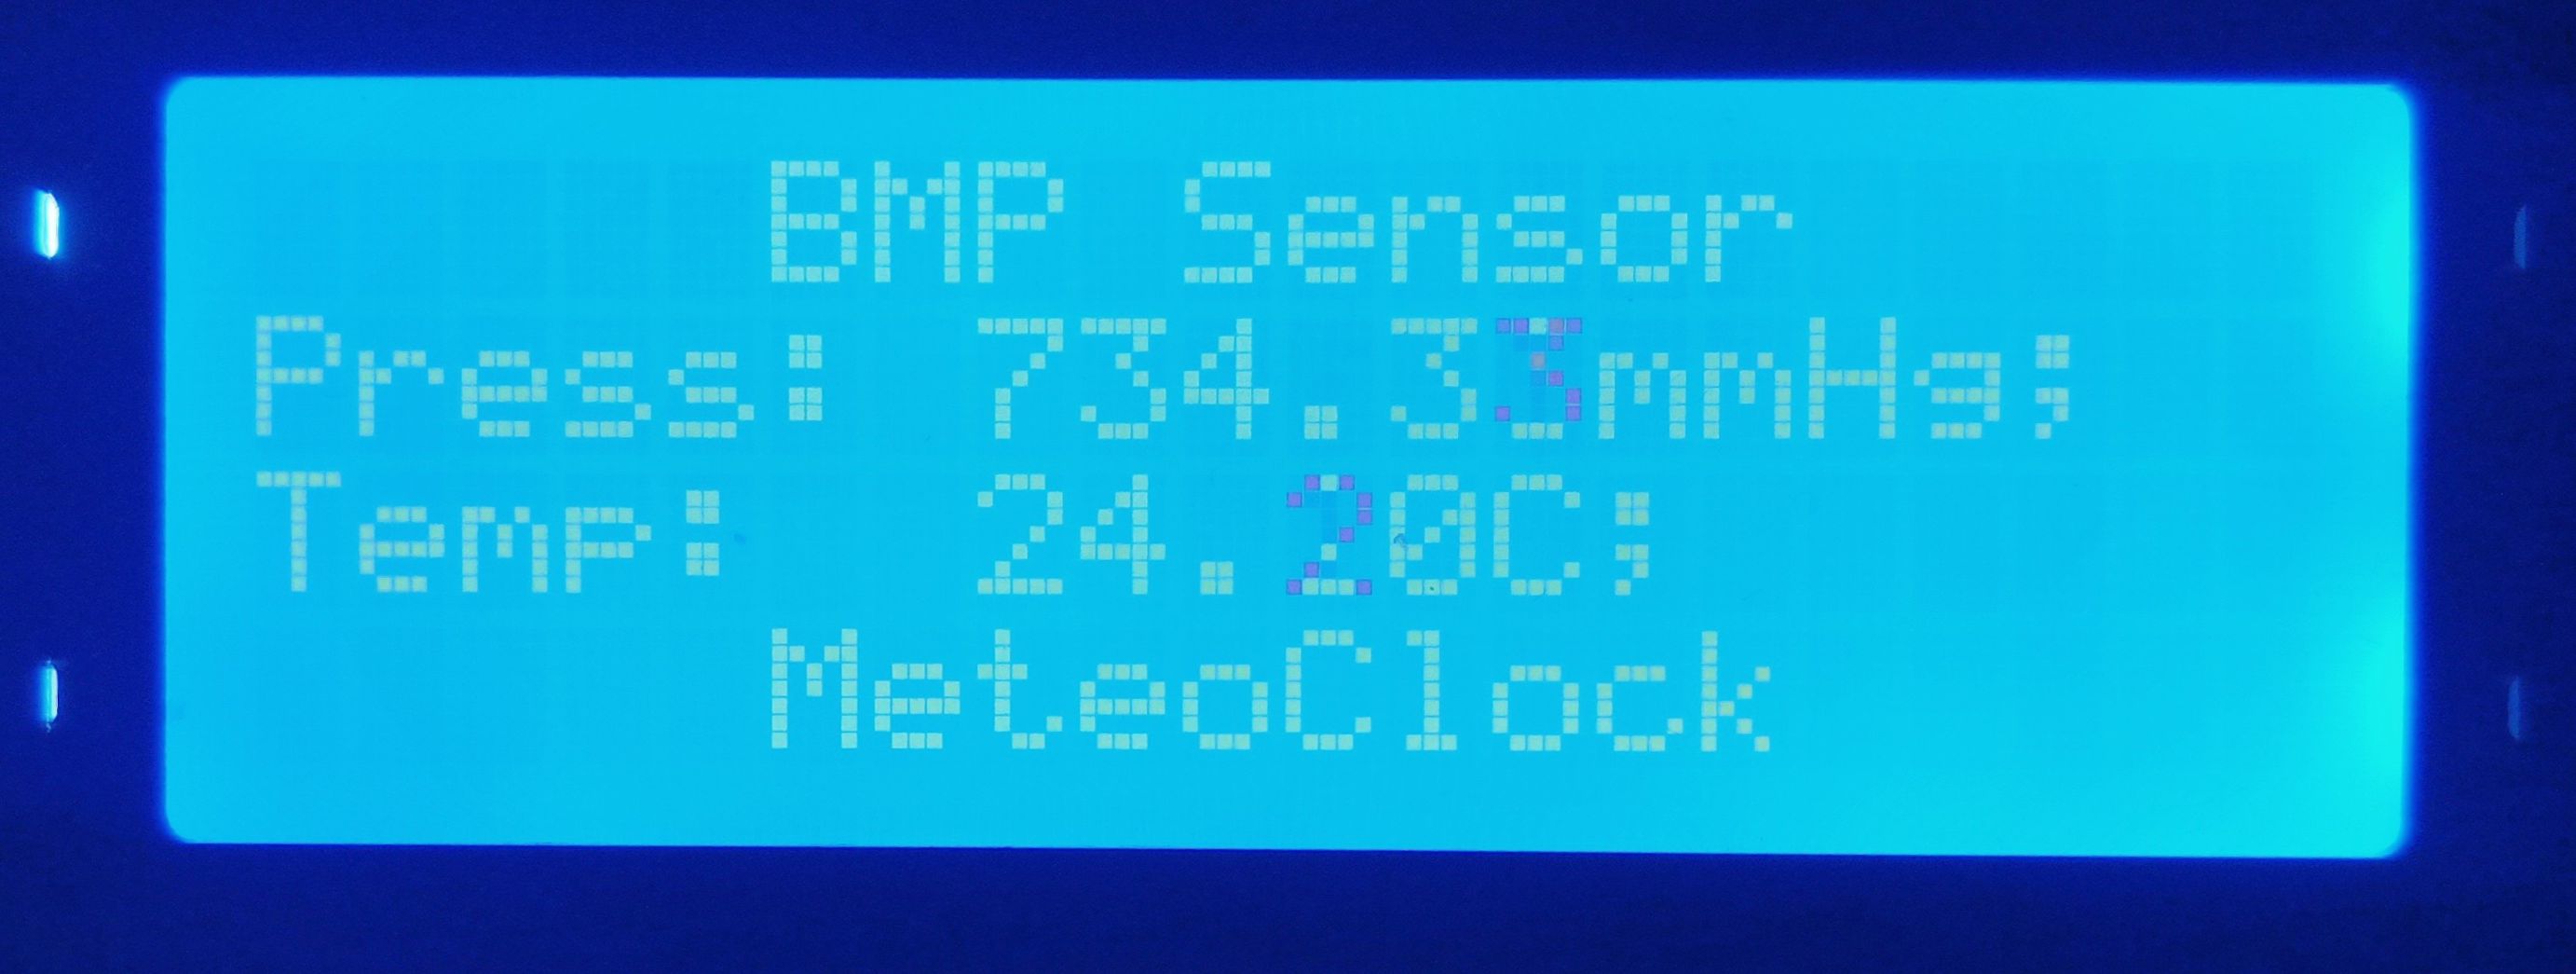 BMP Sensor
Press: 734.33mmHg;
Temp: 24.20C;
MeteoClock